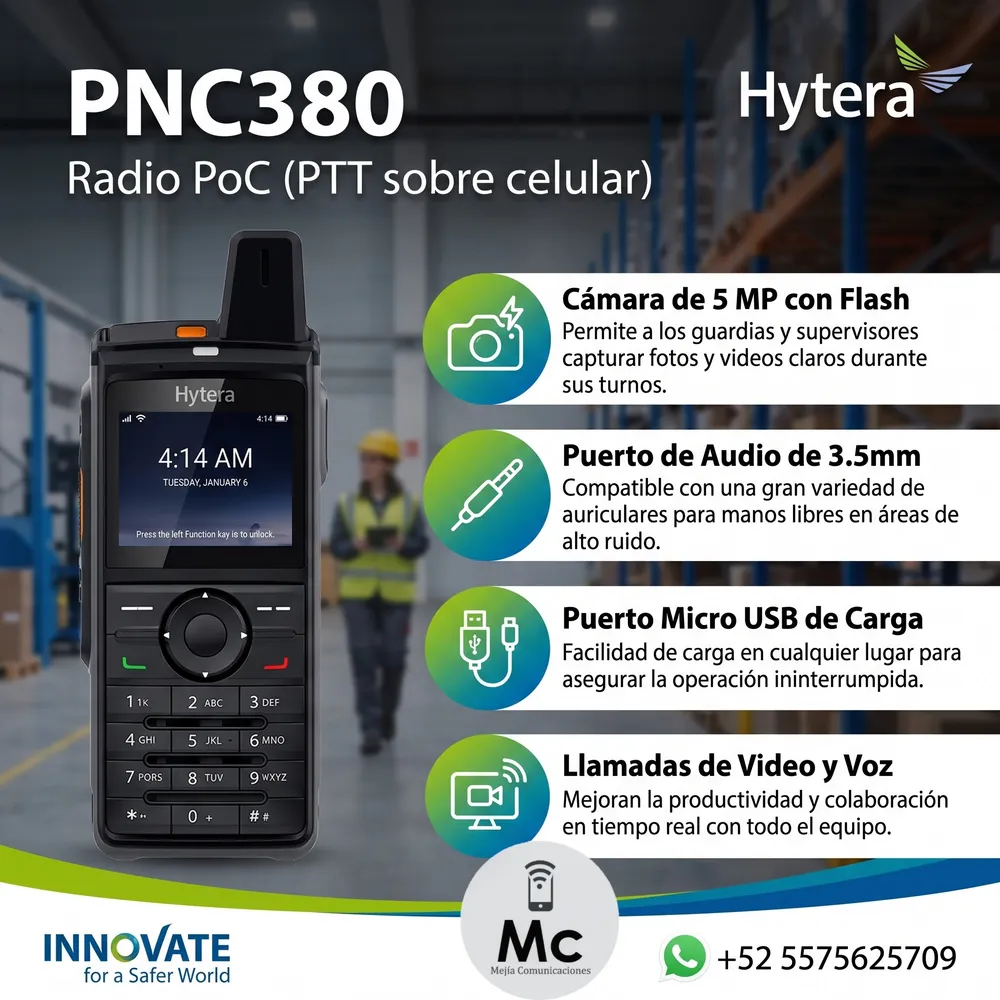 PNC380
Radio PoC (PTT sobre celular)
Hytera
Hytera
4:14
4:14 AM
TUESDAY, JANUARY 6
Press the left Function kay is to unlock.
1 1K
2 ABC
3 DEF
4 GHI
5 JKL
6 MNO
7 PQRS
8 TUV
9 WXYZ
*
0 +
# #
Cámara de 5 MP con Flash
Permite a los guardias y supervisores
capturar fotos y videos claros durante
sus turnos.
Puerto de Audio de 3.5mm
Compatible con una gran variedad de
auriculares para manos libres en áreas de
alto ruido.
Puerto Micro USB de Carga
Facilidad de carga en cualquier lugar para
asegurar la operación ininterrumpida.
Llamadas de Video y Voz
Mejoran la productividad y colaboración
en tiempo real con todo el equipo.
INNOVATE
for a Safer World
Mc
Mejía Comunicaciones
+52 5575625709